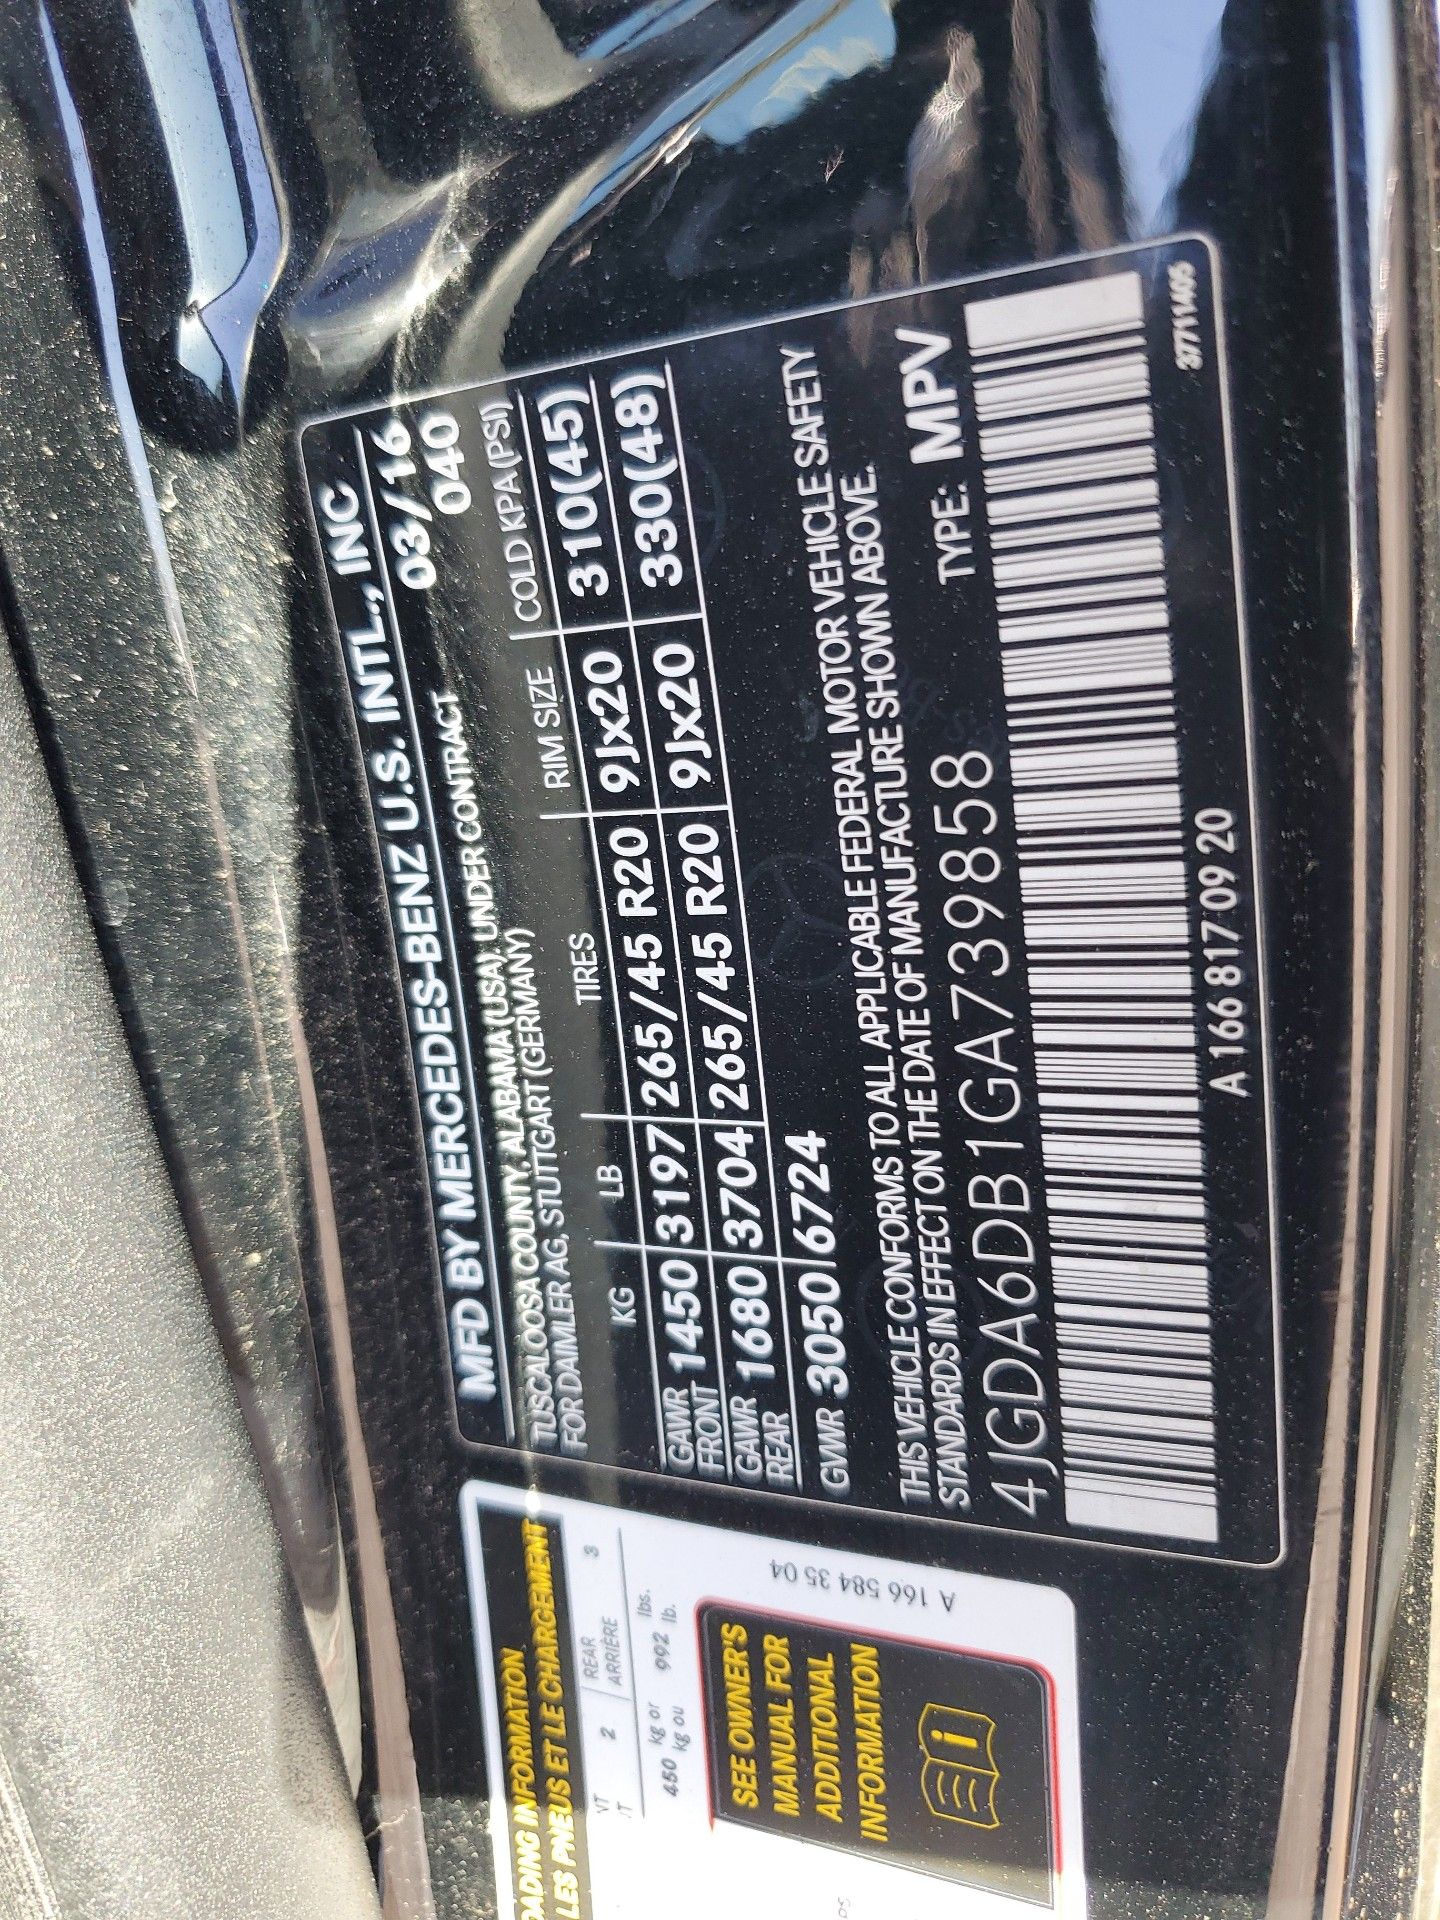 MFD BY MERCEDES-BENZ U.S. INTL., INC
TUSCALOOSA COUNTY, ALABAMA (USA), UNDER CONTRACT 03/16
FOR DAIMLER AG, STUTTGART (GERMANY) 040
KG LB TIRES RIM SIZE COLD KPA (PSI)
GAWR FRONT 1450 3197 265/45 R20 9Jx20 310(45)
GAWR REAR 1680 3704 265/45 R20 9Jx20 330(48)
GVWR 3050 6724
THIS VEHICLE CONFORMS TO ALL APPLICABLE FEDERAL MOTOR VEHICLE SAFETY
STANDARDS IN EFFECT ON THE DATE OF MANUFACTURE SHOWN ABOVE.
4JGDA6DB1GA739858 TYPE: MPV
A 166 817 09 20 37711405
OADING INFORMATION
LES PNEUS ET LE CHARGEMENT
2 REAR 3
ARRIÈRE
450 kg or 992 lbs.
kg ou lb.
SEE OWNER'S
MANUAL FOR
ADDITIONAL
INFORMATION
i
A 166 584 35 04